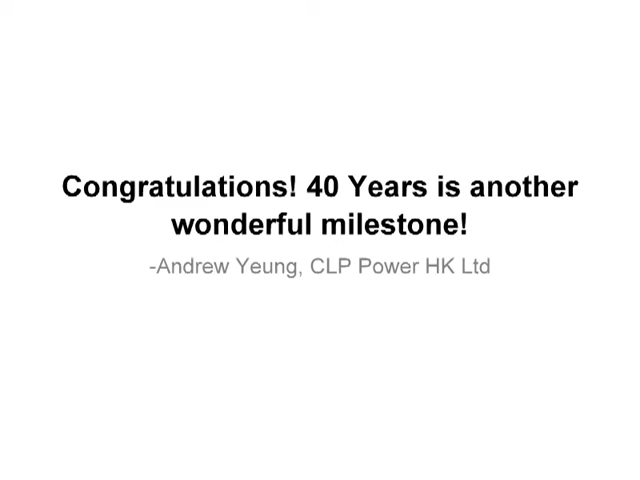 Congratulations! 40 Years is another
wonderful milestone!
-Andrew Yeung, CLP Power HK Ltd